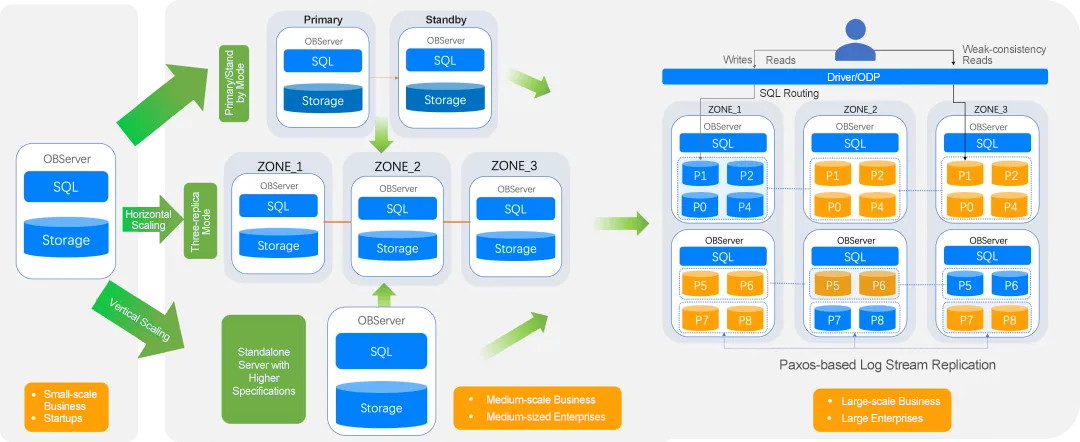 OBServer
SQL
Storage
Horizontal
Scaling
Vertical Scaling
Small-scale
Business
Startups
Primary/Stand
by Mode
Primary
OBServer
SQL
Storage
Standby
OBServer
SQL
Storage
Three-replica
Mode
ZONE_1
OBServer
SQL
Storage
ZONE_2
OBServer
SQL
Storage
ZONE_3
OBServer
SQL
Storage
Standalone
Server with
Higher
Specifications
OBServer
SQL
Storage
Medium-scale Business
Medium-sized Enterprises
Writes
Reads
Weak-consistency
Reads
Driver/ODP
SQL Routing
ZONE_1
OBServer
SQL
P1 P2
P0 P4
OBServer
SQL
P5 P6
P7 P8
ZONE_2
OBServer
SQL
P1 P2
P0 P4
OBServer
SQL
P5 P6
P7 P8
ZONE_3
OBServer
SQL
P1 P2
P0 P4
OBServer
SQL
P5 P6
P7 P8
Paxos-based Log Stream Replication
Large-scale Business
Large Enterprises